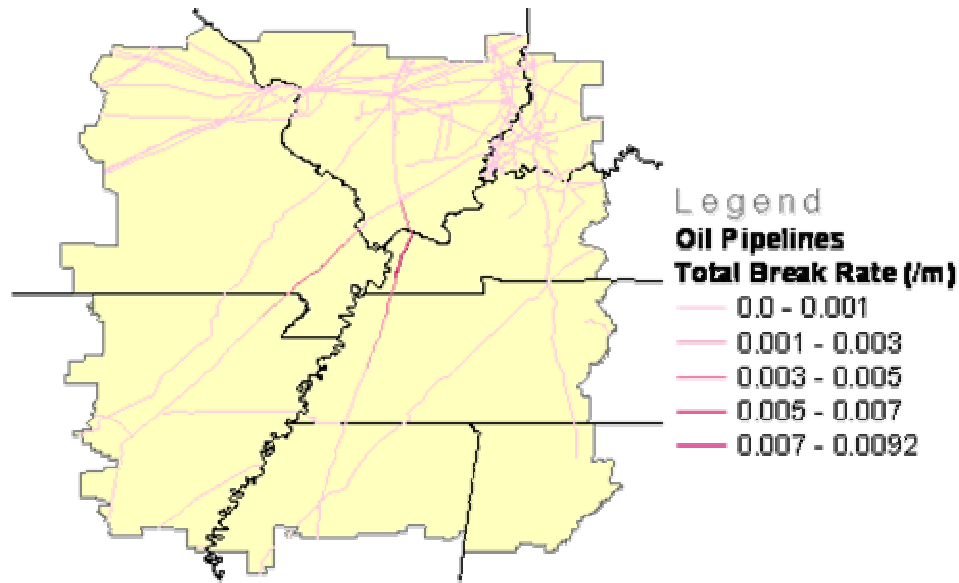 Legend
Oil Pipelines
Total Break Rate (/m)
0.0 - 0.001
0.001 - 0.003
0.003 - 0.005
0.005 - 0.007
0.007 - 0.0092